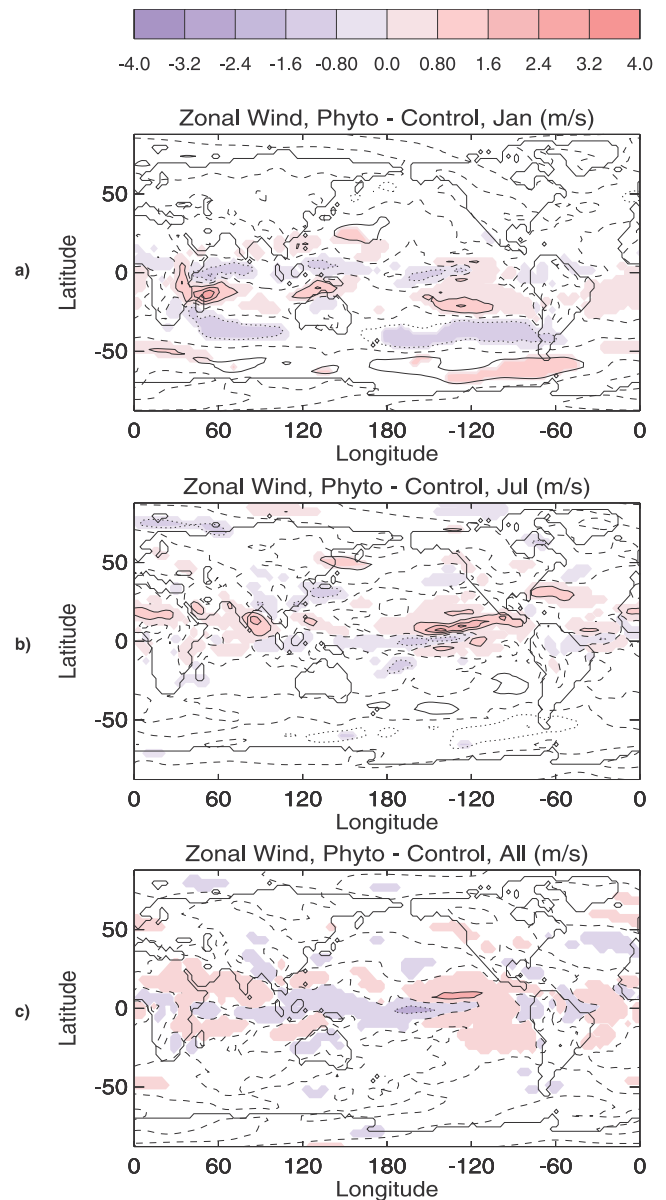 -4.0 -3.2 -2.4 -1.6 -0.80 0.0 0.80 1.6 2.4 3.2 4.0
Zonal Wind, Phyto - Control, Jan (m/s)
a)
Latitude
50
0
-50
0 60 120 180 -120 -60 0
Longitude
Zonal Wind, Phyto - Control, Jul (m/s)
b)
Latitude
50
0
-50
0 60 120 180 -120 -60 0
Longitude
Zonal Wind, Phyto - Control, All (m/s)
c)
Latitude
50
0
-50
0 60 120 180 -120 -60 0
Longitude